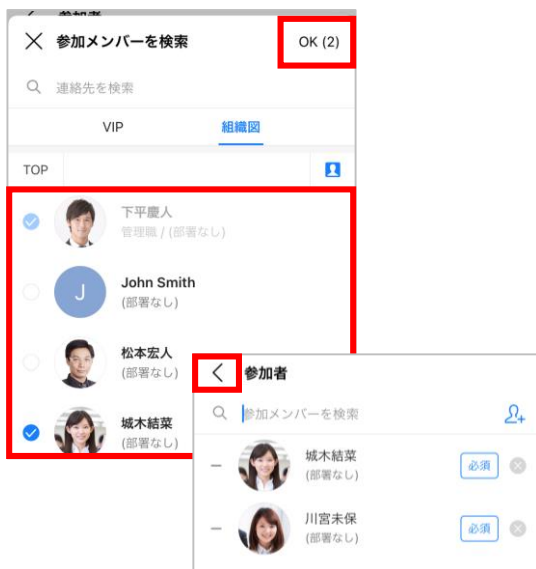 参加メンバーを検索
OK (2)
連絡先を検索
VIP
組織図
TOP
下平慶人
管理職 / (部署なし)
J
John Smith
(部署なし)
松本宏人
(部署なし)
城木結菜
(部署なし)
参加者
参加メンバーを検索
城木結菜
(部署なし)
必須
川宮未保
(部署なし)
必須